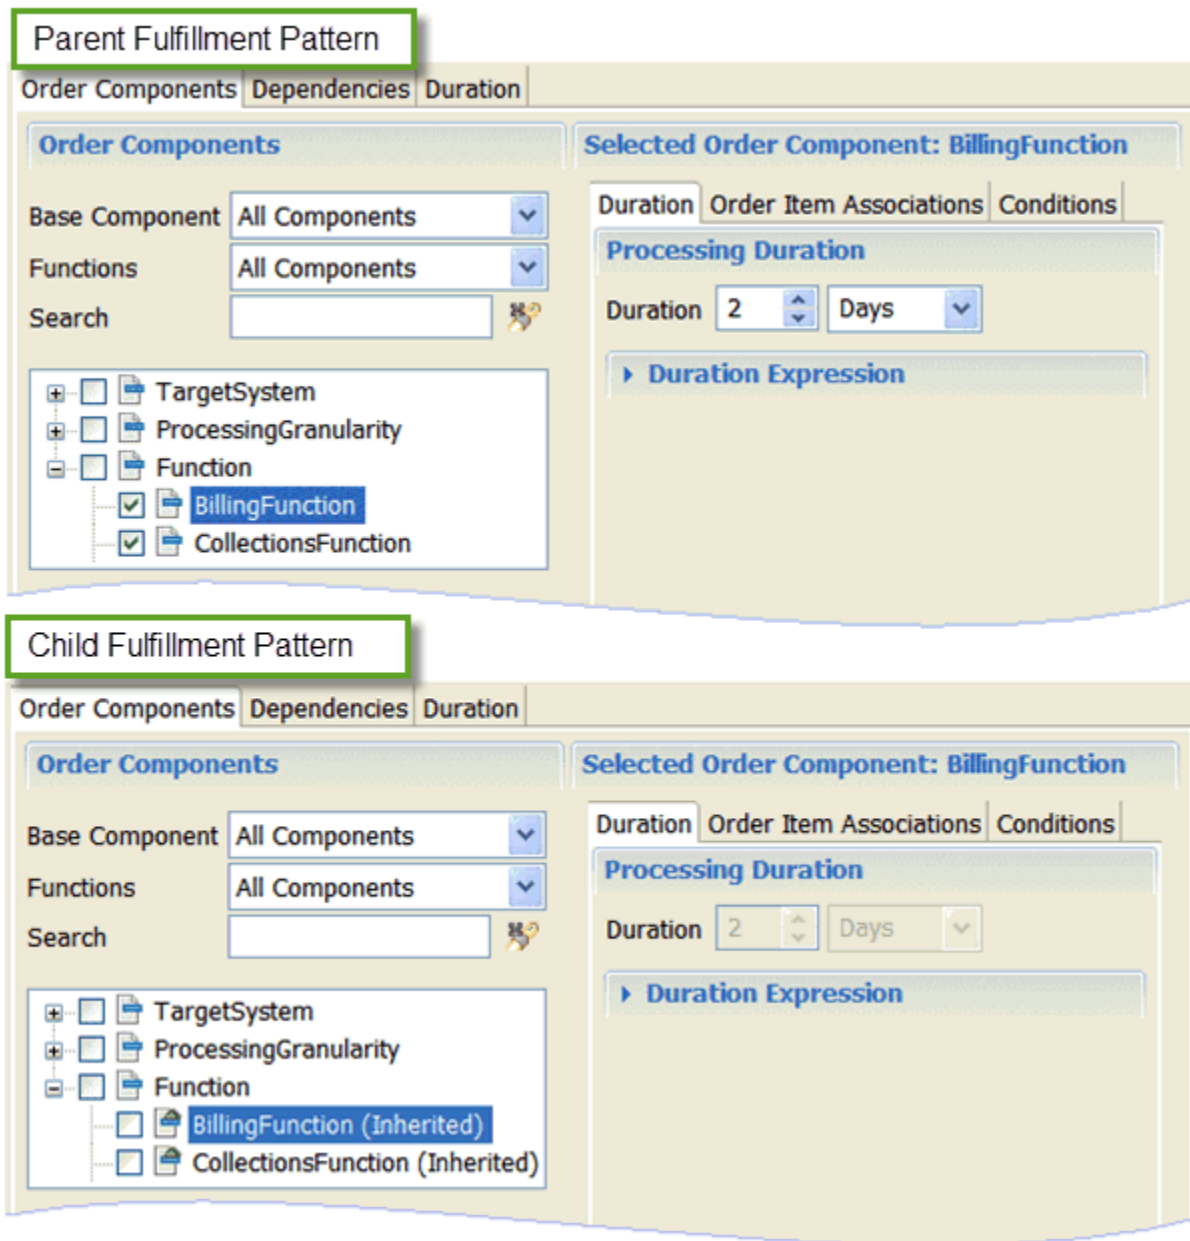 Parent Fulfillment Pattern
Order Components Dependencies Duration
Order Components
Selected Order Component: BillingFunction
Base Component All Components
Functions All Components
Search
TargetSystem
ProcessingGranularity
Function
BillingFunction
CollectionsFunction
Duration Order Item Associations Conditions
Processing Duration
Duration 2 Days
Duration Expression
Child Fulfillment Pattern
Order Components Dependencies Duration
Order Components
Selected Order Component: BillingFunction
Base Component All Components
Functions All Components
Search
TargetSystem
ProcessingGranularity
Function
BillingFunction (Inherited)
CollectionsFunction (Inherited)
Duration Order Item Associations Conditions
Processing Duration
Duration 2 Days
Duration Expression